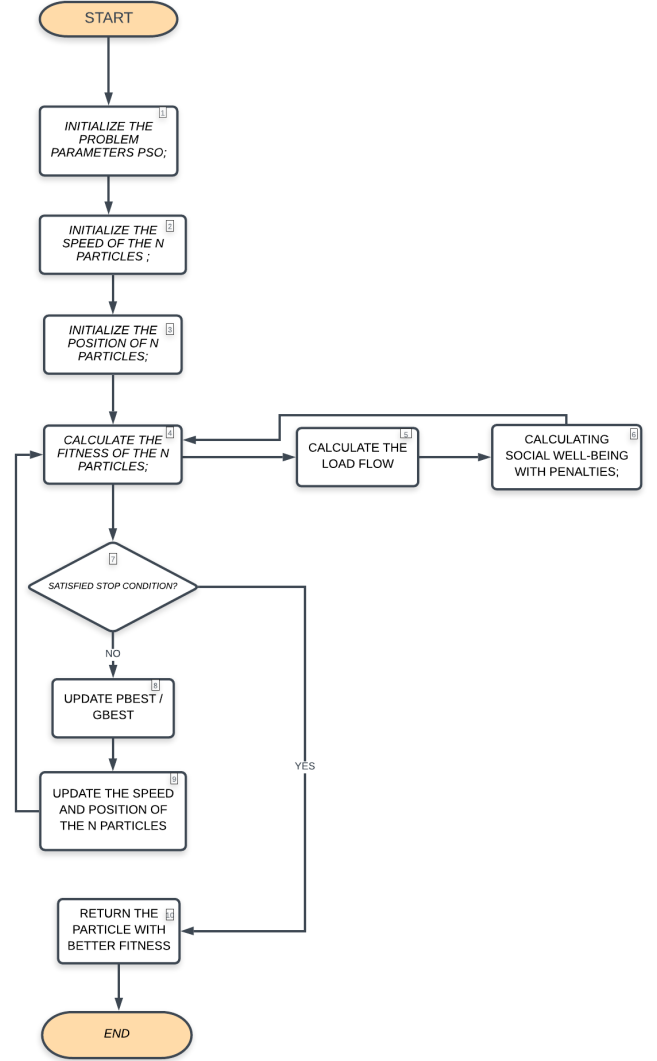 START
1
INITIALIZE THE
PROBLEM
PARAMETERS PSO;
2
INITIALIZE THE
SPEED OF THE N
PARTICLES ;
3
INITIALIZE THE
POSITION OF N
PARTICLES;
4
CALCULATE THE
FITNESS OF THE N
PARTICLES;
5
CALCULATE THE
LOAD FLOW
6
CALCULATING
SOCIAL WELL-BEING
WITH PENALTIES;
7
SATISFIED STOP CONDITION?
NO
8
UPDATE PBEST /
GBEST
YES
9
UPDATE THE SPEED
AND POSITION OF
THE N PARTICLES
10
RETURN THE
PARTICLE WITH
BETTER FITNESS
END